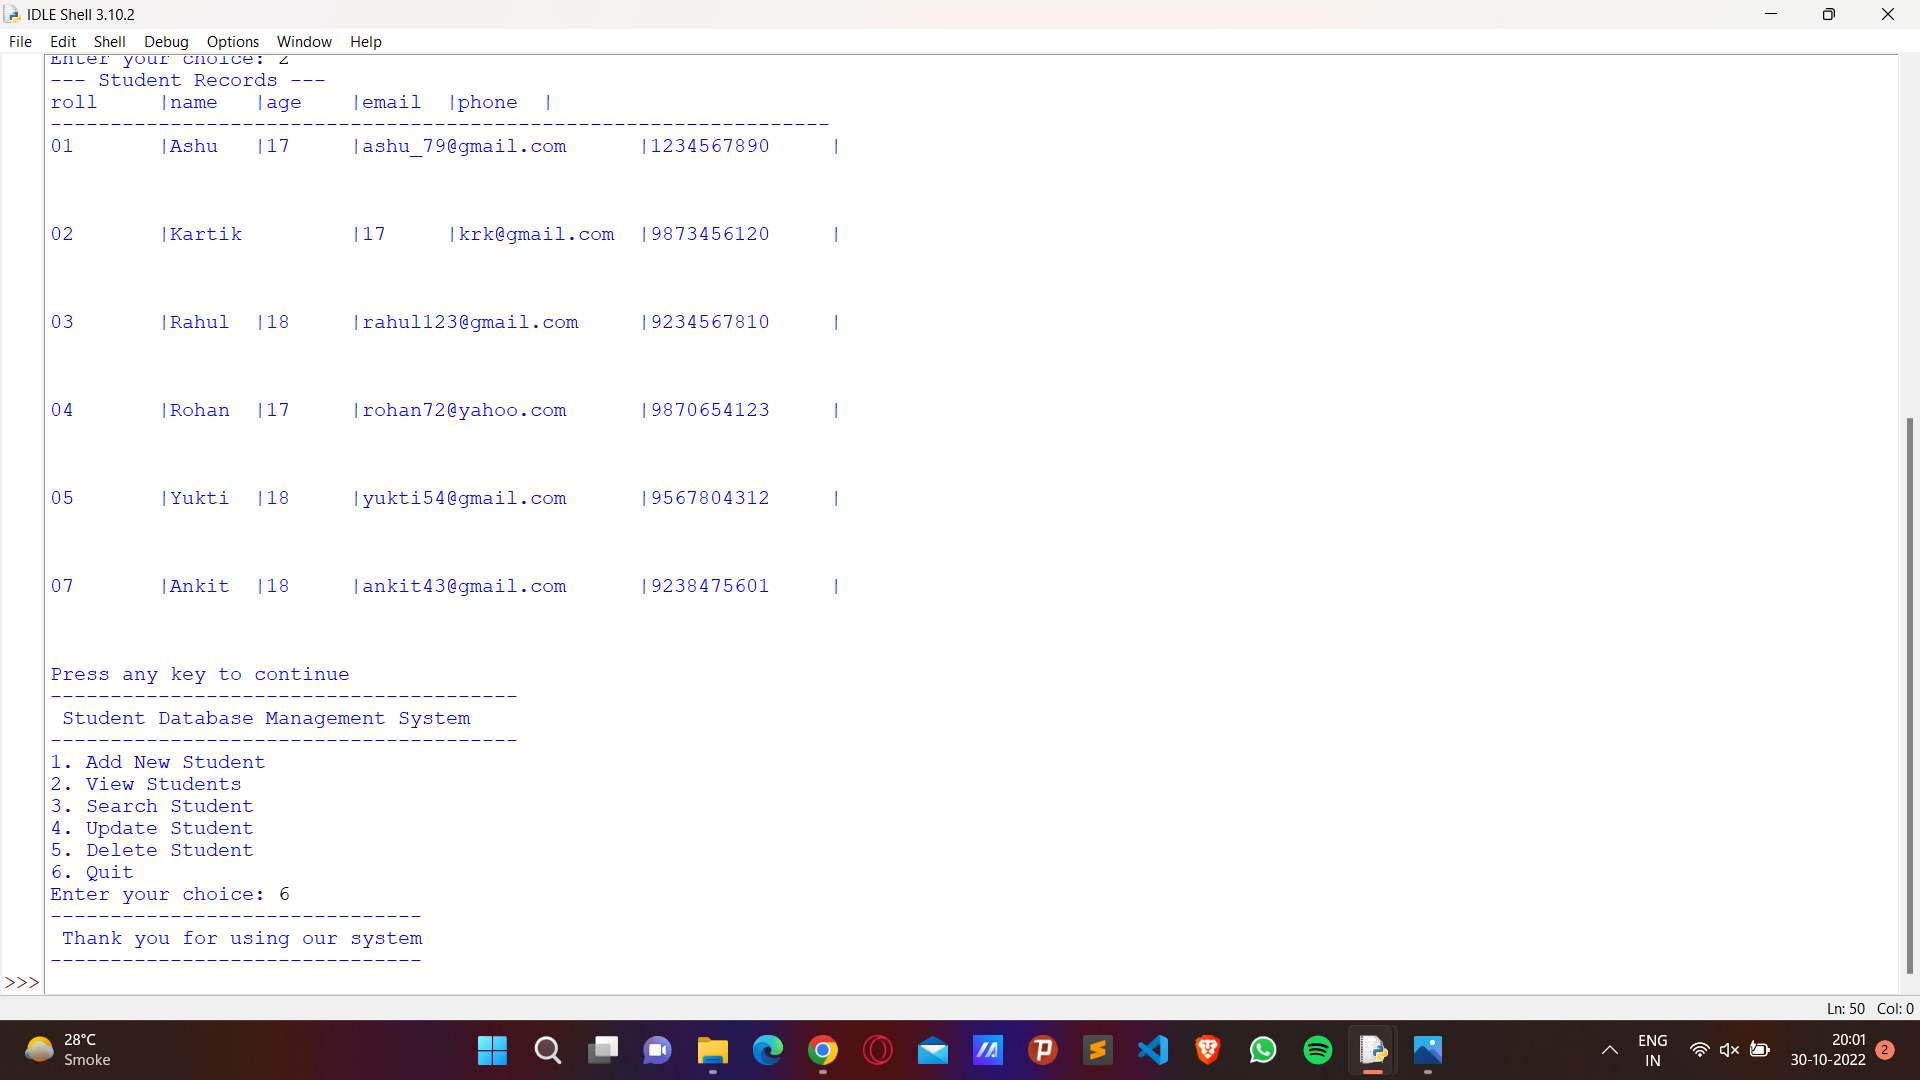 IDLE Shell 3.10.2
File Edit Shell Debug Options Window Help
Enter your choice: 2
--- Student Records ---
roll |name |age |email |phone |
-----------------------------------------------------------------
01 |Ashu |17 |ashu_79@gmail.com |1234567890 |
02 |Kartik |17 |krk@gmail.com |9873456120 |
03 |Rahul |18 |rahul123@gmail.com |9234567810 |
04 |Rohan |17 |rohan72@yahoo.com |9870654123 |
05 |Yukti |18 |yukti54@gmail.com |9567804312 |
07 |Ankit |18 |ankit43@gmail.com |9238475601 |
Press any key to continue
---------------------------------------
Student Database Management System
---------------------------------------
1. Add New Student
2. View Students
3. Search Student
4. Update Student
5. Delete Student
6. Quit
Enter your choice: 6
-------------------------------
Thank you for using our system
-------------------------------
>>>
Ln: 50 Col: 0
28°C
Smoke
ENG
IN
20:01
30-10-2022
2